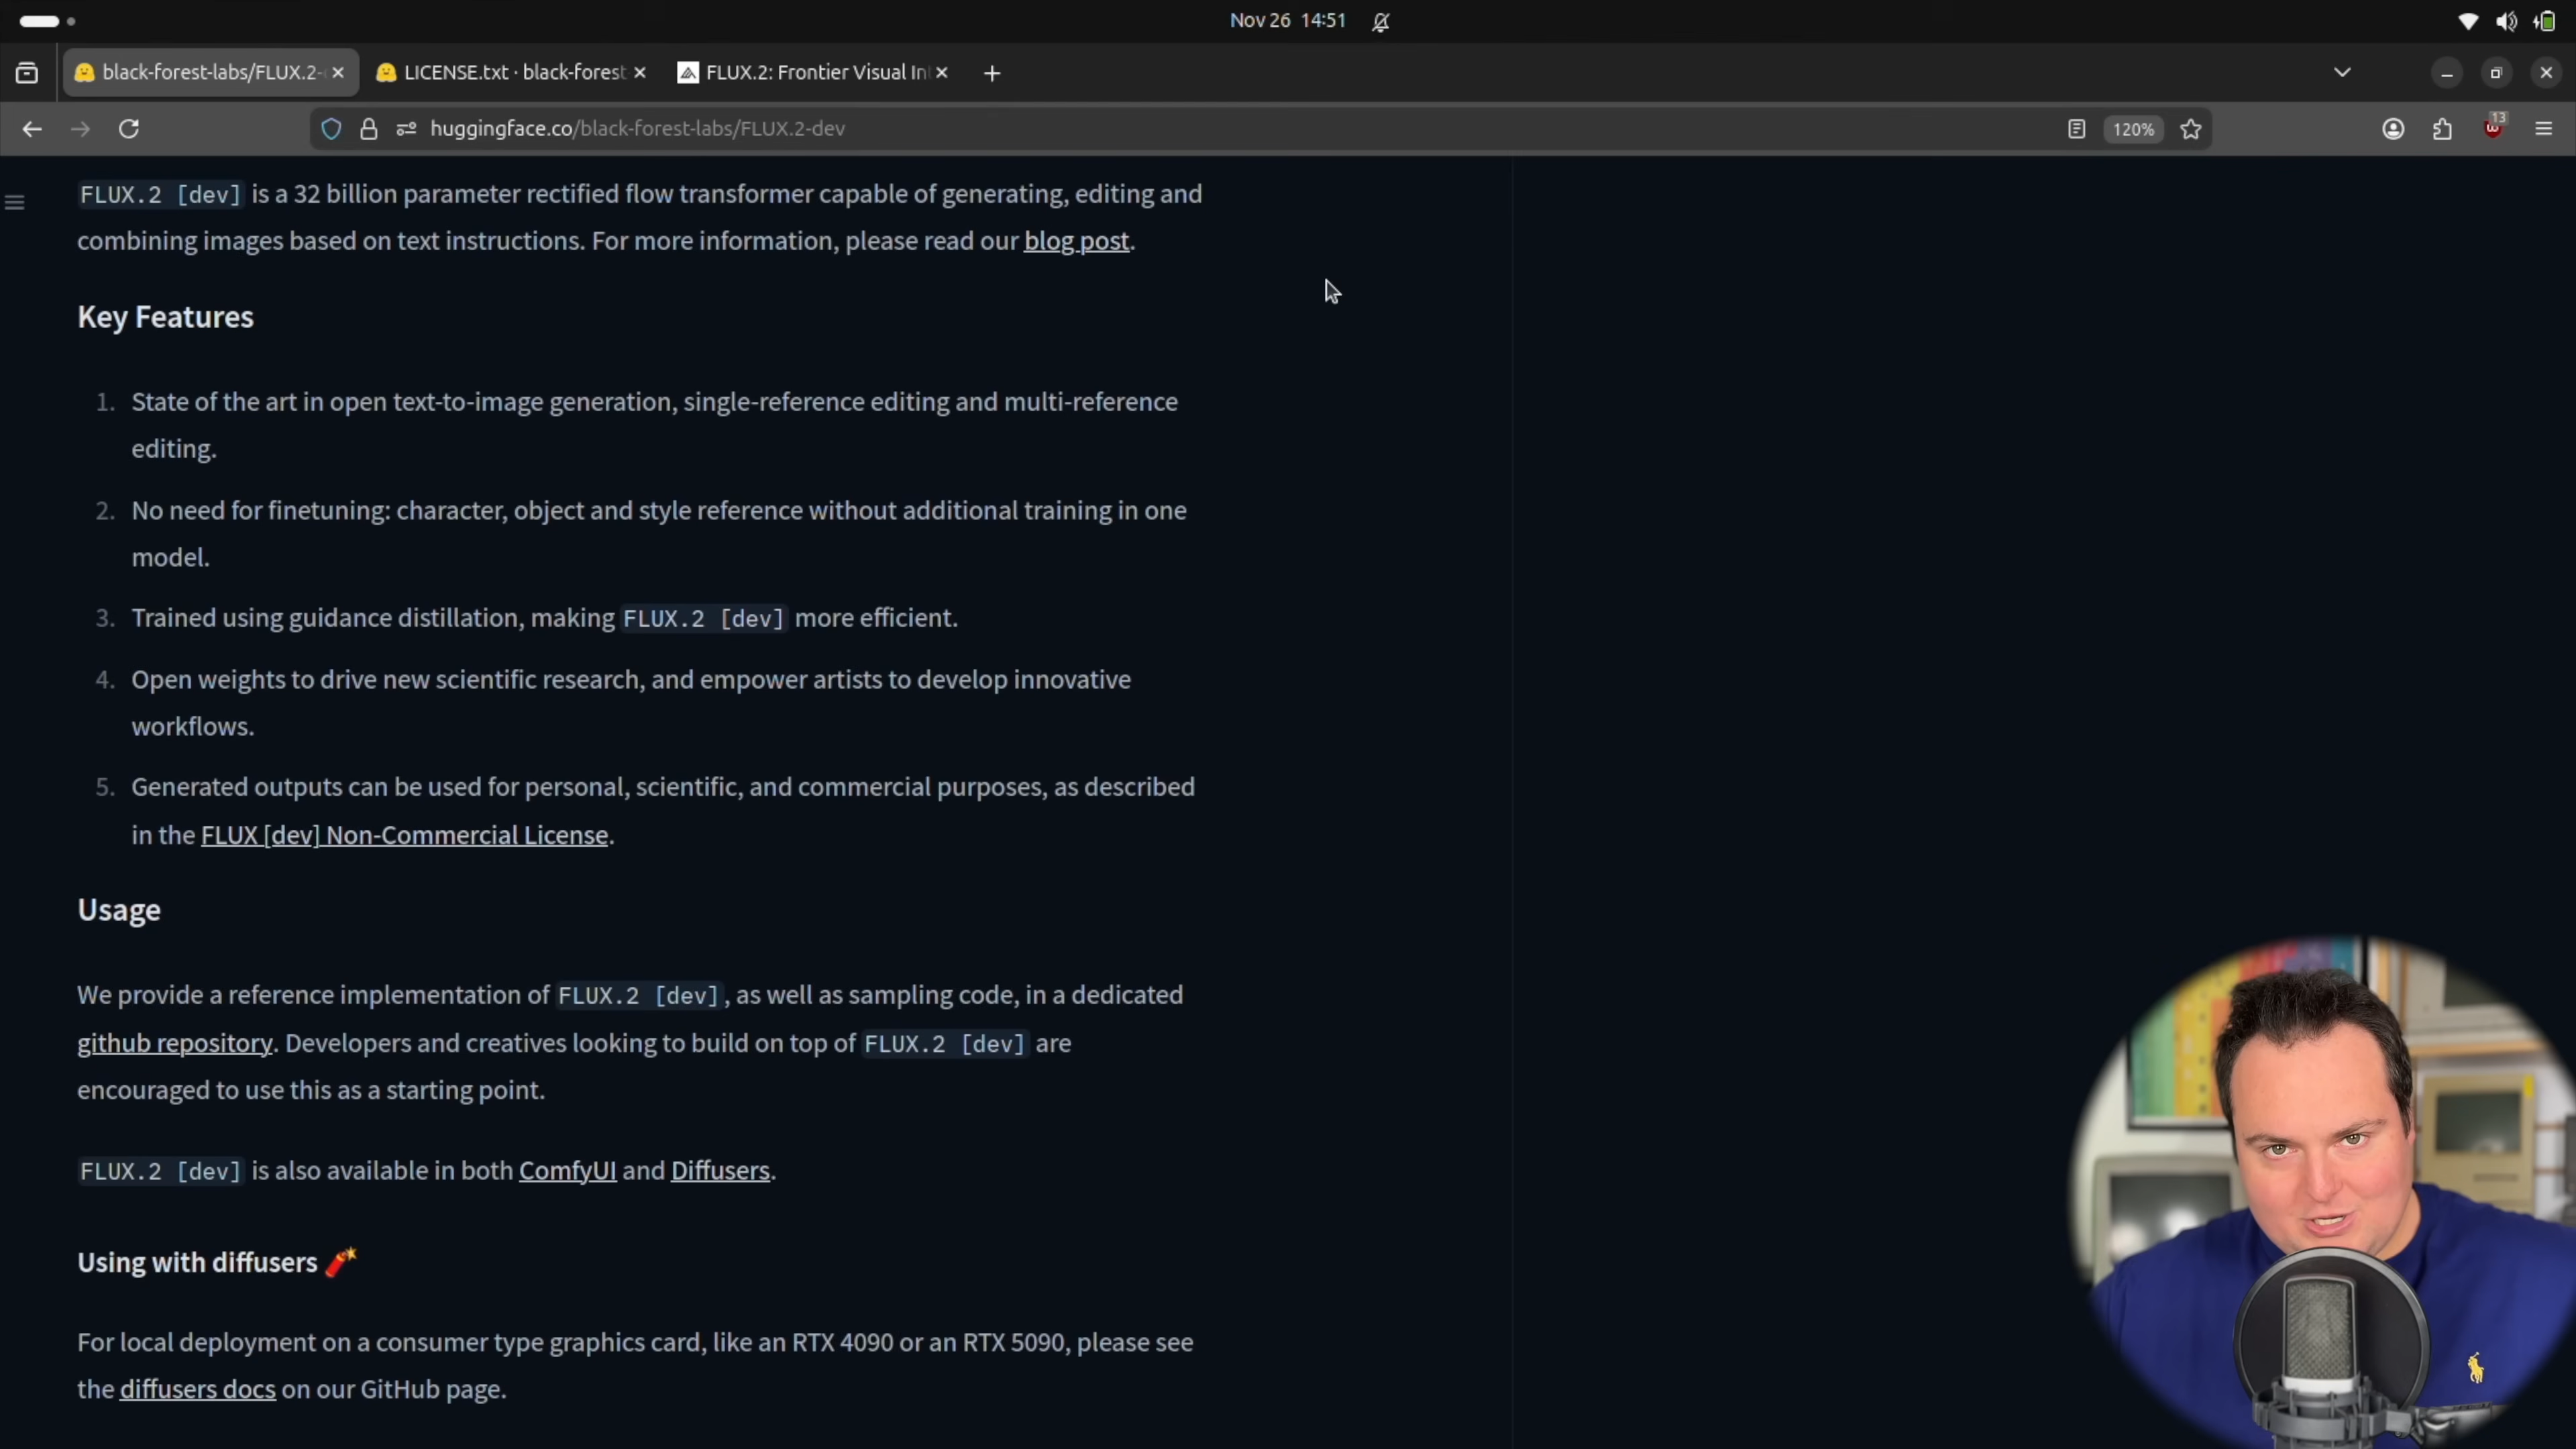 Nov 26 14:51
black-forest-labs/FLUX.2-
LICENSE.txt · black-forest
FLUX.2: Frontier Visual In
huggingface.co/black-forest-labs/FLUX.2-dev
120%
13
FLUX.2 [dev] is a 32 billion parameter rectified flow transformer capable of generating, editing and
combining images based on text instructions. For more information, please read our blog post.
Key Features
1. State of the art in open text-to-image generation, single-reference editing and multi-reference
editing.
2. No need for finetuning: character, object and style reference without additional training in one
model.
3. Trained using guidance distillation, making FLUX.2 [dev] more efficient.
4. Open weights to drive new scientific research, and empower artists to develop innovative
workflows.
5. Generated outputs can be used for personal, scientific, and commercial purposes, as described
in the FLUX [dev] Non-Commercial License.
Usage
We provide a reference implementation of FLUX.2 [dev], as well as sampling code, in a dedicated
github repository. Developers and creatives looking to build on top of FLUX.2 [dev] are
encouraged to use this as a starting point.
FLUX.2 [dev] is also available in both ComfyUI and Diffusers.
Using with diffusers 🧨
For local deployment on a consumer type graphics card, like an RTX 4090 or an RTX 5090, please see
the diffusers docs on our GitHub page.